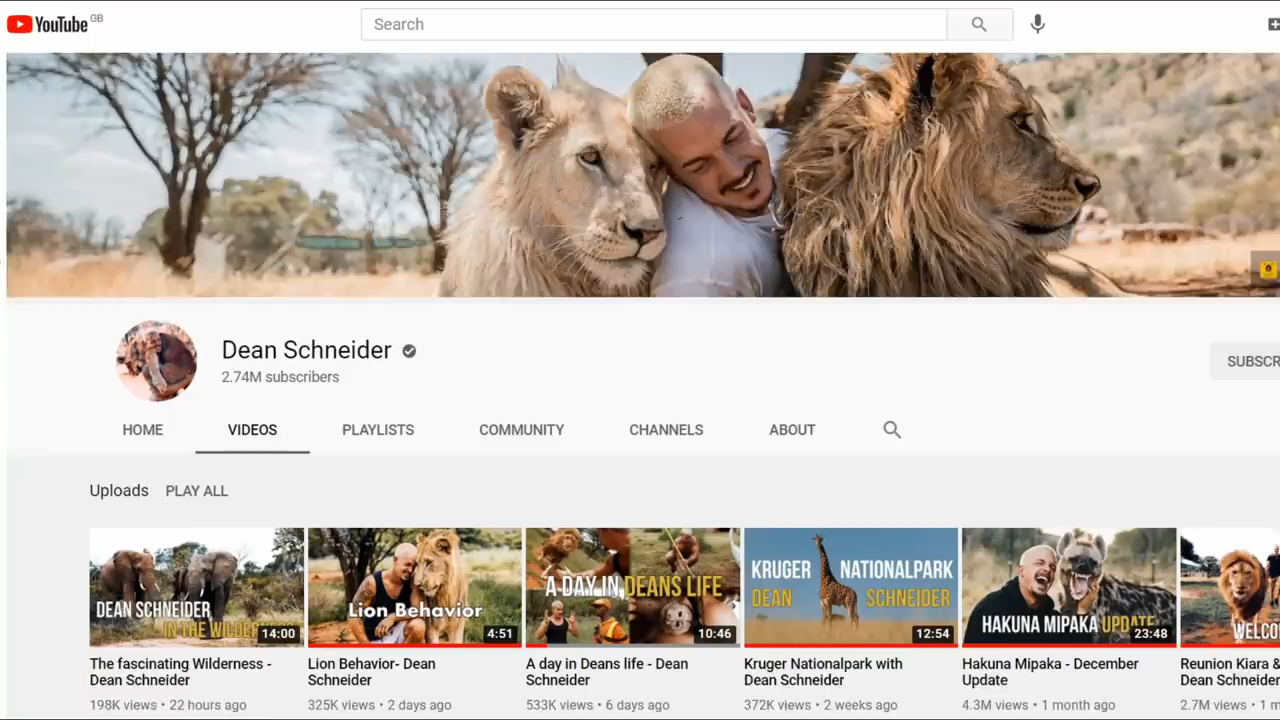 YouTube GB
Search
Dean Schneider
2.74M subscribers
SUBSCR
HOME
VIDEOS
PLAYLISTS
COMMUNITY
CHANNELS
ABOUT
Uploads
PLAY ALL
DEAN SCHNEIDER
IN THE WILDERNESS
14:00
Lion Behavior
4:51
A DAY IN DEANS LIFE
10:46
KRUGER NATIONALPARK
DEAN SCHNEIDER
12:54
HAKUNA MIPAKA UPDATE
23:48
WELCO
The fascinating Wilderness -
Dean Schneider
198K views • 22 hours ago
Lion Behavior- Dean
Schneider
325K views • 2 days ago
A day in Deans life - Dean
Schneider
533K views • 6 days ago
Kruger Nationalpark with
Dean Schneider
372K views • 2 weeks ago
Hakuna Mipaka - December
Update
4.3M views • 1 month ago
Reunion Kiara &
Dean Schneider
2.7M views • 1 m